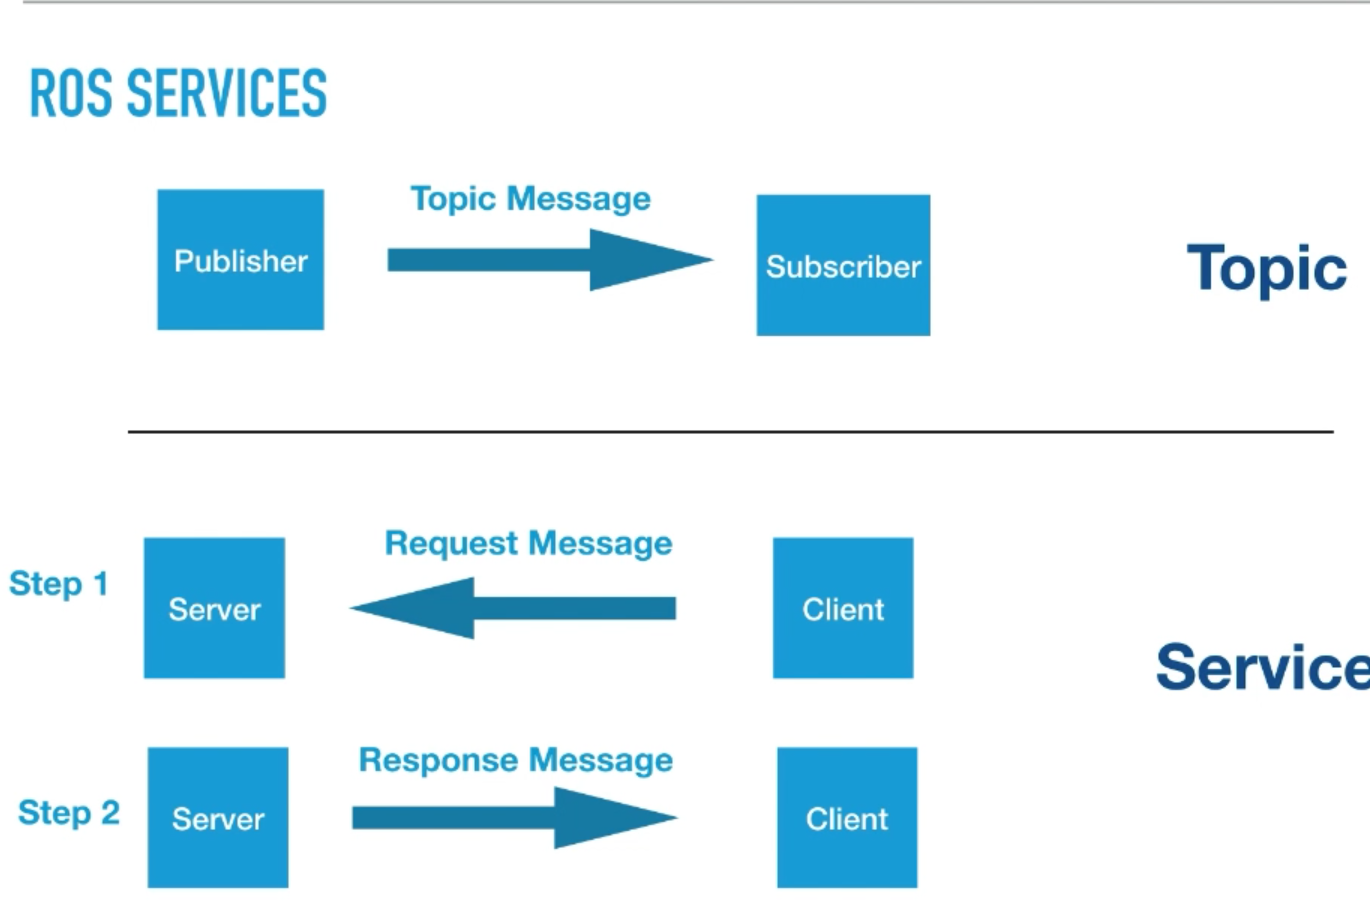 ROS SERVICES
Topic Message
Publisher
Subscriber
Topic
Request Message
Step 1
Server
Client
Service
Response Message
Step 2
Server
Client